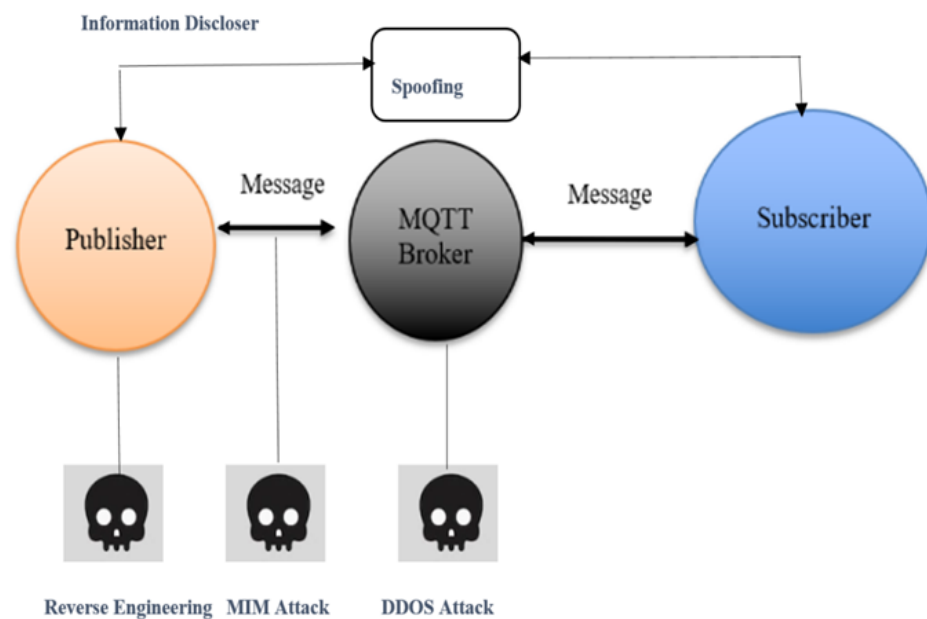 Information Discloser
Spoofing
Message
Message
Publisher
MQTT
Broker
Subscriber
Reverse Engineering
MIM Attack
DDOS Attack